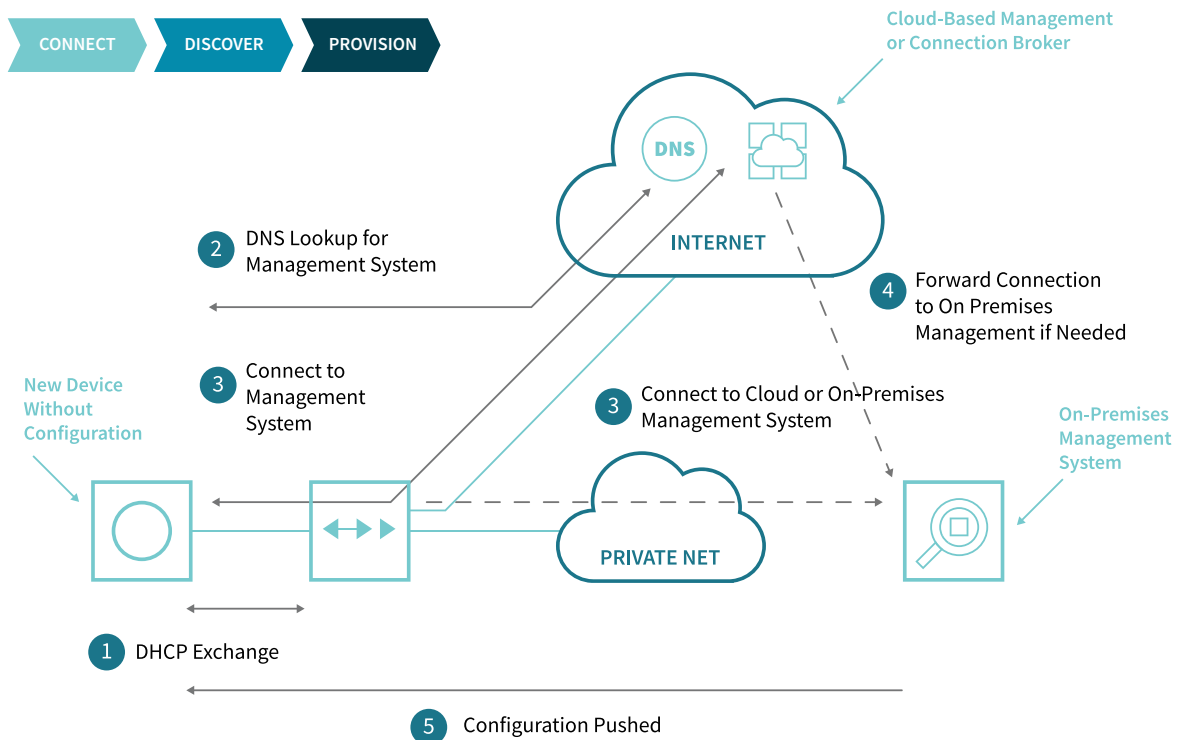 CONNECT
DISCOVER
PROVISION
Cloud-Based Management
or Connection Broker
DNS
INTERNET
2
DNS Lookup for
Management System
4
Forward Connection
to On Premises
Management if Needed
3
Connect to
Management
System
3
Connect to Cloud or On-Premises
Management System
New Device
Without
Configuration
On-Premises
Management
System
PRIVATE NET
1
DHCP Exchange
5
Configuration Pushed